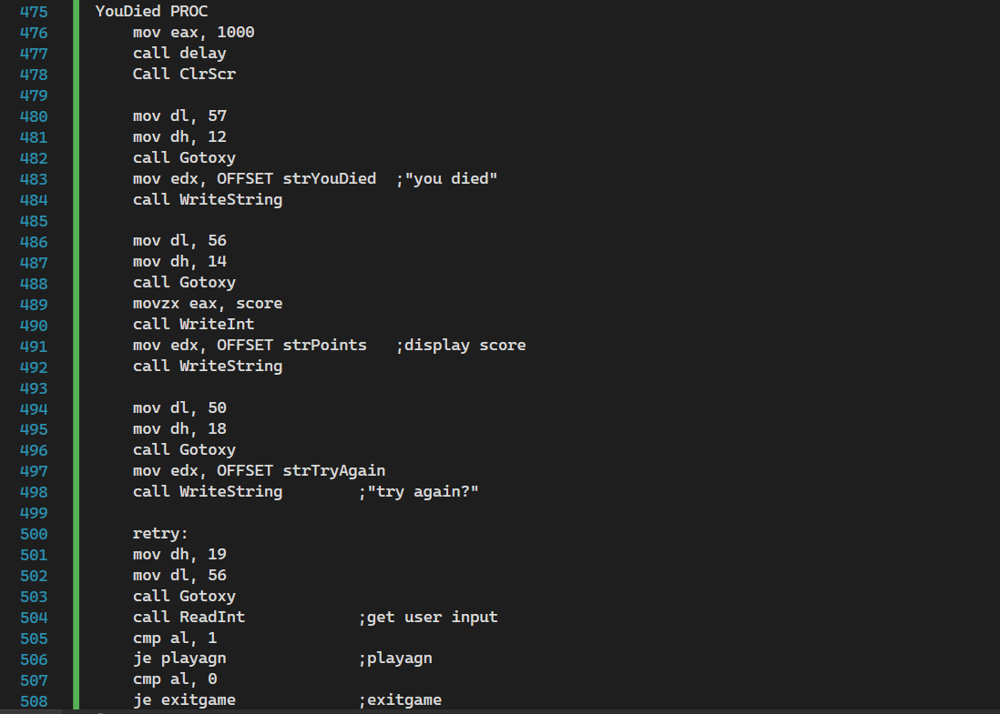 475 YouDied PROC
476 mov eax, 1000
477 call delay
478 Call ClrScr
479
480 mov dl, 57
481 mov dh, 12
482 call Gotoxy
483 mov edx, OFFSET strYouDied ;"you died"
484 call WriteString
485
486 mov dl, 56
487 mov dh, 14
488 call Gotoxy
489 movzx eax, score
490 call WriteInt
491 mov edx, OFFSET strPoints ;display score
492 call WriteString
493
494 mov dl, 50
495 mov dh, 18
496 call Gotoxy
497 mov edx, OFFSET strTryAgain
498 call WriteString ;"try again?"
499
500 retry:
501 mov dh, 19
502 mov dl, 56
503 call Gotoxy
504 call ReadInt ;get user input
505 cmp al, 1
506 je playagn ;playagn
507 cmp al, 0
508 je exitgame ;exitgame